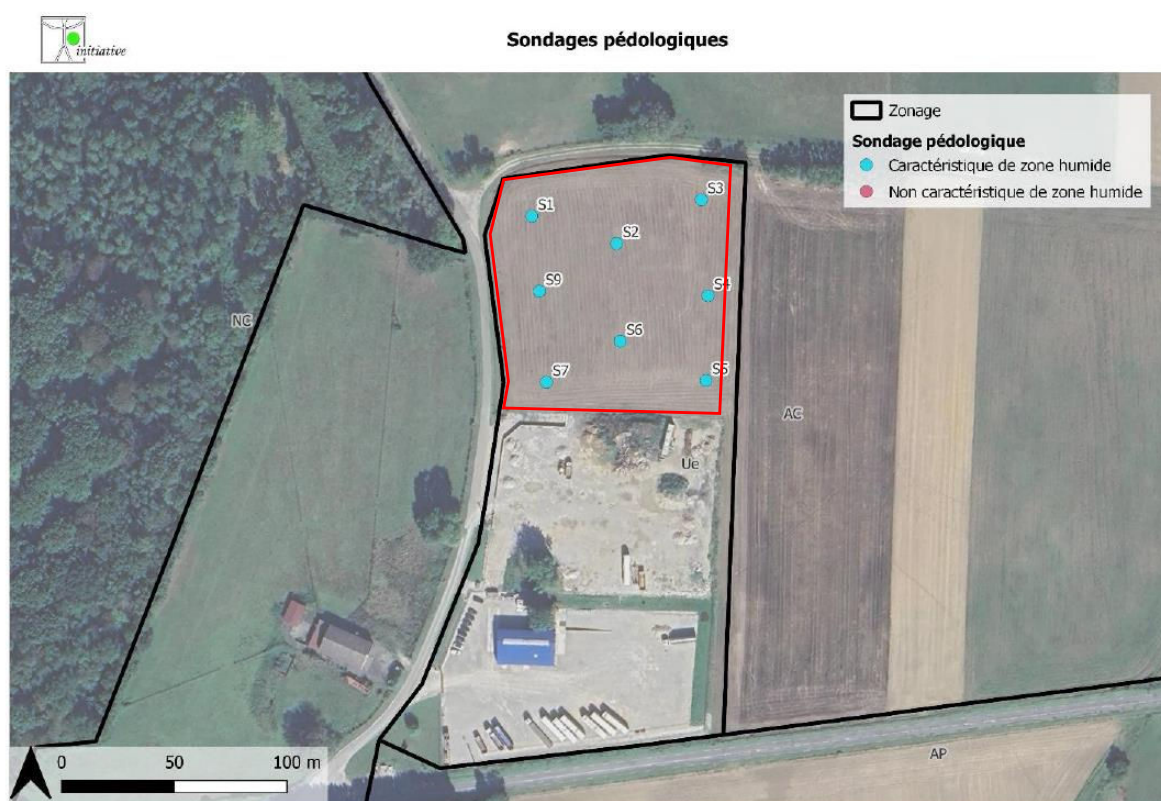 initiative
Sondages pédologiques
Zonage
Sondage pédologique
Caractéristique de zone humide
Non caractéristique de zone humide
S3
S1
S2
S9
S4
NC
S6
S7
S5
AC
Ue
AP
0 50 100 m